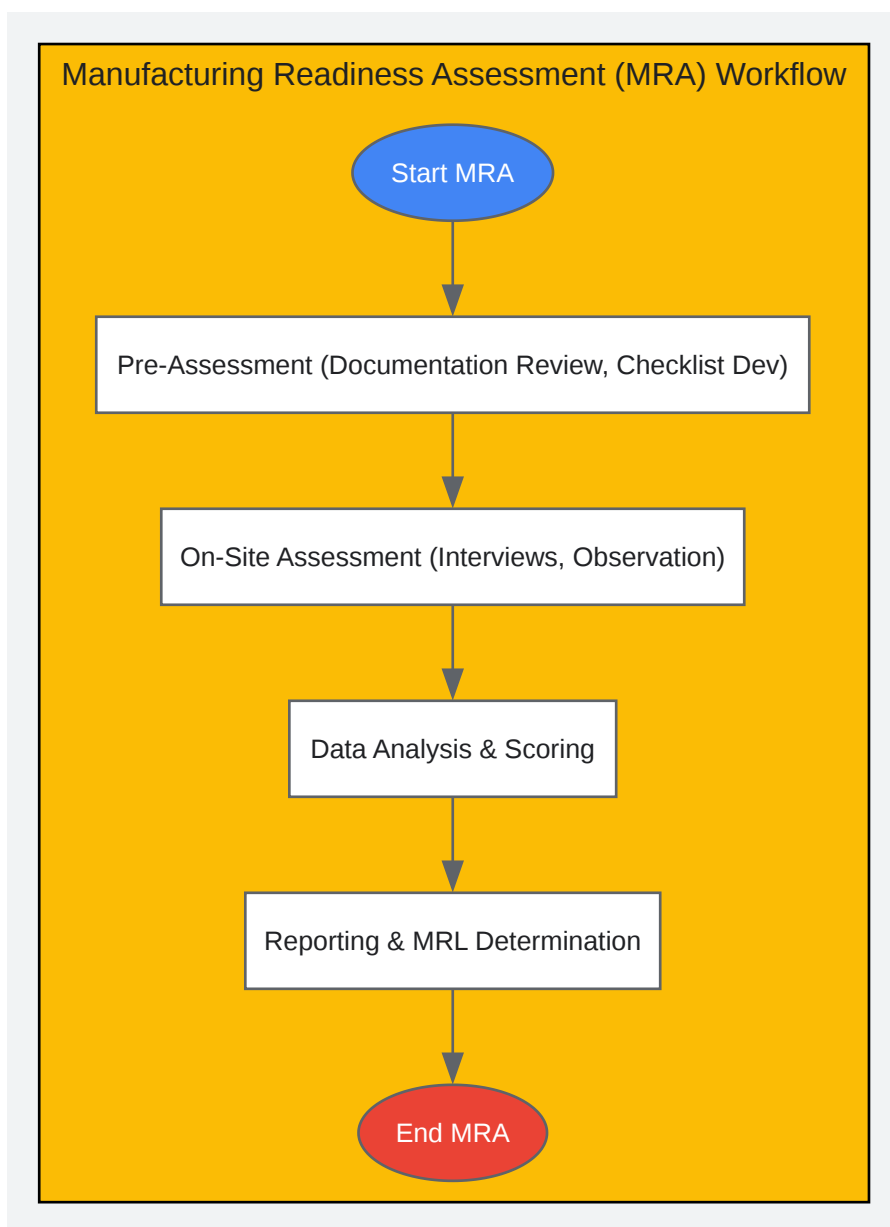 Manufacturing Readiness Assessment (MRA) Workflow
Start MRA
Pre-Assessment (Documentation Review, Checklist Dev)
On-Site Assessment (Interviews, Observation)
Data Analysis & Scoring
Reporting & MRL Determination
End MRA